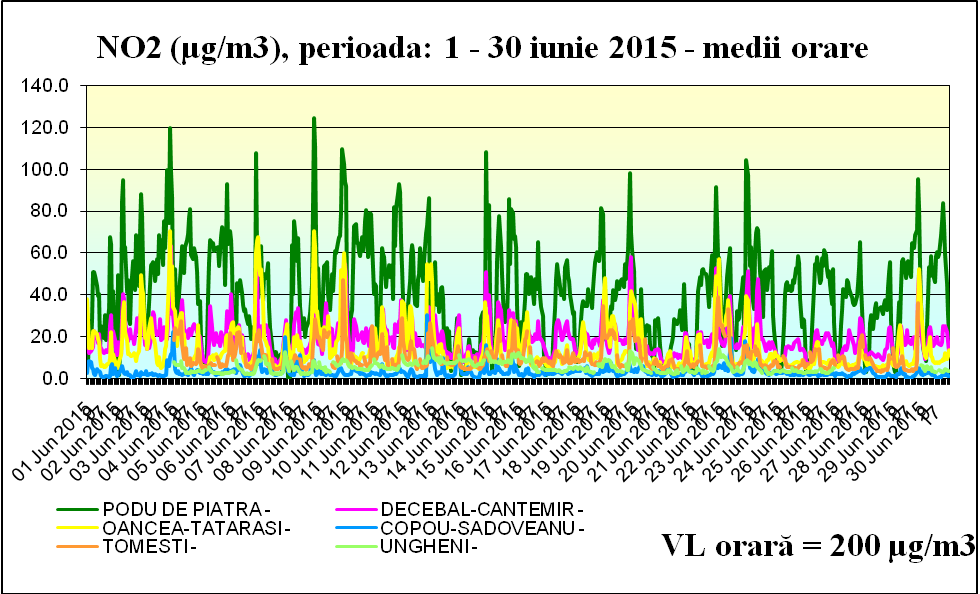 NO2 (µg/m3), perioada: 1 - 30 iunie 2015 - medii orare
140.0
120.0
100.0
80.0
60.0
40.0
20.0
0.0
01 Jun 2015
02 Jun 2015
03 Jun 2015
04 Jun 2015
05 Jun 2015
06 Jun 2015
07 Jun 2015
08 Jun 2015
09 Jun 2015
10 Jun 2015
11 Jun 2015
12 Jun 2015
13 Jun 2015
14 Jun 2015
15 Jun 2015
16 Jun 2015
17 Jun 2015
18 Jun 2015
19 Jun 2015
20 Jun 2015
21 Jun 2015
22 Jun 2015
23 Jun 2015
24 Jun 2015
25 Jun 2015
26 Jun 2015
27 Jun 2015
28 Jun 2015
29 Jun 2015
30 Jun 2015
17
PODU DE PIATRA -
DECEBAL-CANTEMIR -
OANCEA-TATARASI-
COPOU-SADOVEANU -
TOMESTI -
UNGHENI -
VL orară = 200 µg/m3